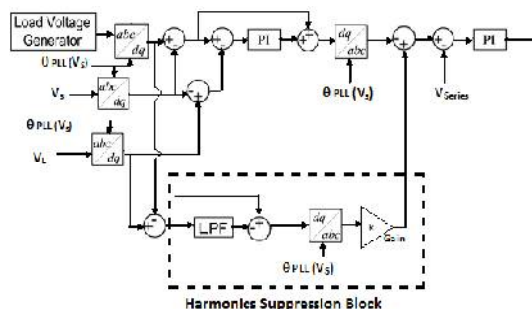 Load Voltage
Generator
abc
dq
θ PLL (VS)
VS
abc
dq
θ PLL (VS)
VL
abc
dq
PI
dq
abc
θ PLL (VS)
VSeries
PI
LPF
dq
abc
θ PLL (VS)
K
Gain
Harmonics Suppression Block